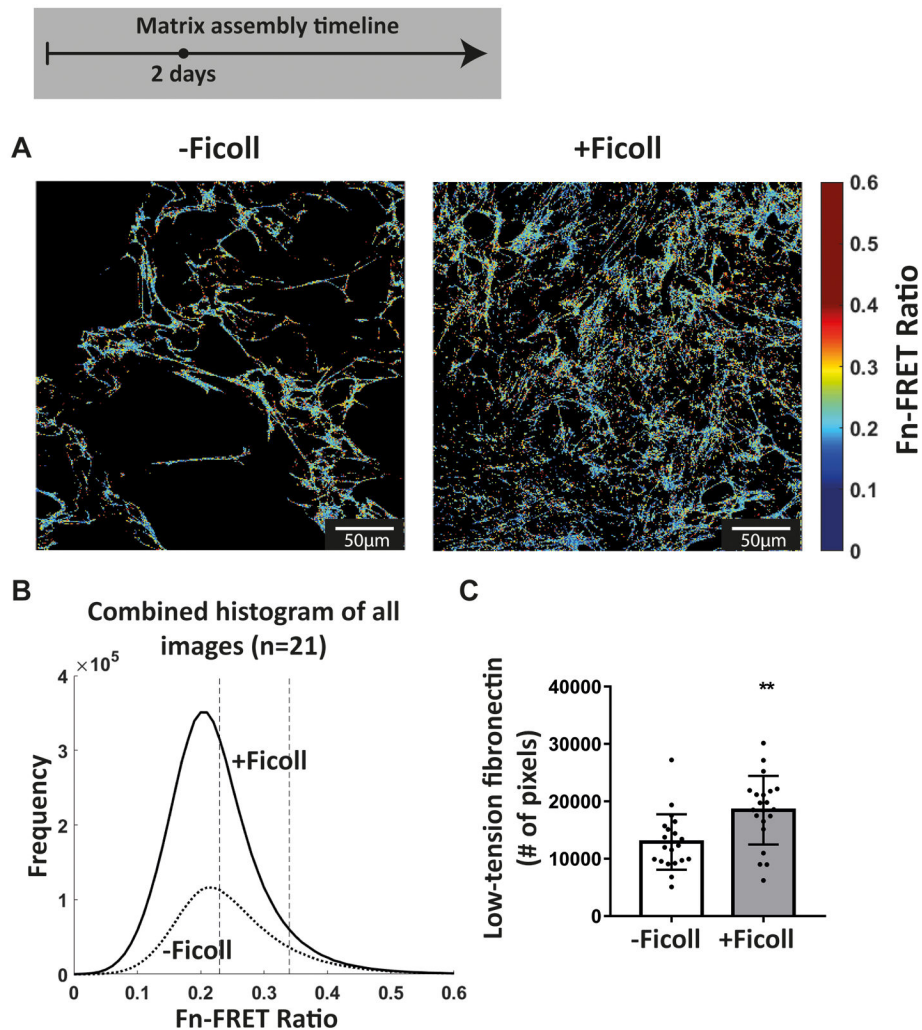 Matrix assembly timeline
2 days
A
-Ficoll
+Ficoll
50μm
50μm
0.6
0.5
0.4
0.3
0.2
0.1
0
Fn-FRET Ratio
B
Combined histogram of all
images (n=21)
×10⁵
4
3
2
1
0
Frequency
+Ficoll
-Ficoll
0
0.1
0.2
0.3
0.4
0.5
0.6
Fn-FRET Ratio
C
**
40000
30000
20000
10000
0
Low-tension fibronectin
(# of pixels)
-Ficoll
+Ficoll